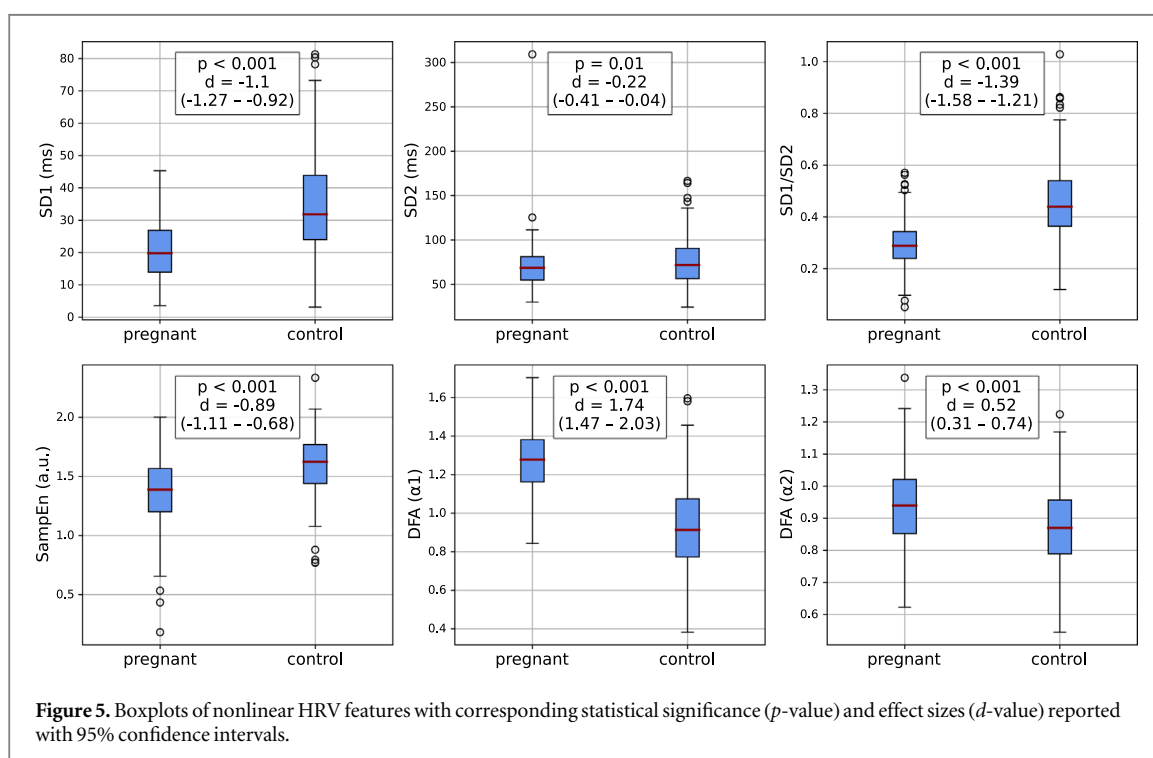 p < 0.001
d = -1.1
(-1.27 – -0.92)
SD1 (ms)
80
70
60
50
40
30
20
10
0
pregnant
control
p = 0.01
d = -0.22
(-0.41 – -0.04)
SD2 (ms)
300
250
200
150
100
50
pregnant
control
p < 0.001
d = -1.39
(-1.58 – -1.21)
SD1/SD2
1.0
0.8
0.6
0.4
0.2
pregnant
control
p < 0.001
d = -0.89
(-1.11 – -0.68)
SampEn (a.u.)
2.0
1.5
1.0
0.5
pregnant
control
p < 0.001
d = 1.74
(1.47 – 2.03)
DFA (α1)
1.6
1.4
1.2
1.0
0.8
0.6
0.4
pregnant
control
p < 0.001
d = 0.52
(0.31 – 0.74)
DFA (α2)
1.3
1.2
1.1
1.0
0.9
0.8
0.7
0.6
pregnant
control
Figure 5. Boxplots of nonlinear HRV features with corresponding statistical significance (p-value) and effect sizes (d-value) reported
with 95% confidence intervals.